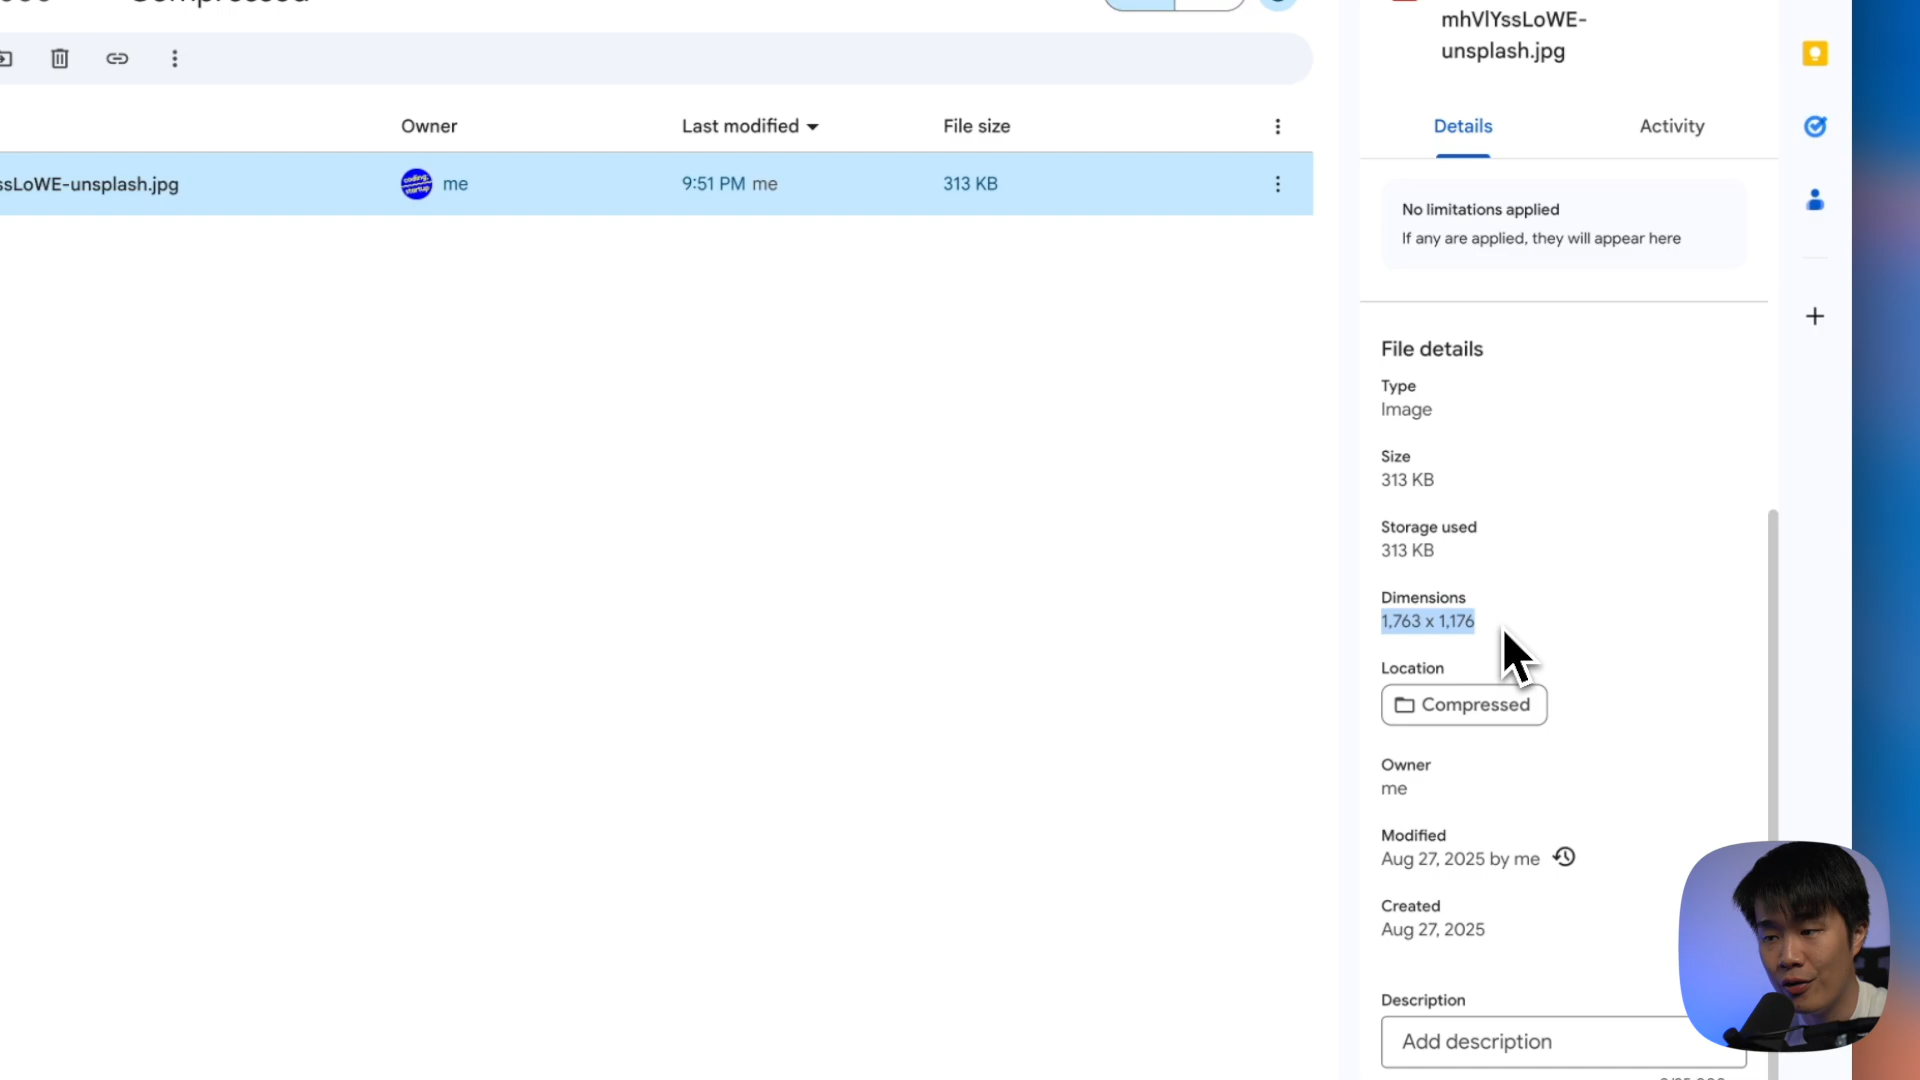 mhVlYssLoWE-
unsplash.jpg
Owner
Last modified
File size
ssLoWE-unsplash.jpg
coding;
startup
me
9:51 PM me
313 KB
Details
Activity
No limitations applied
If any are applied, they will appear here
File details
Type
Image
Size
313 KB
Storage used
313 KB
Dimensions
1,763 x 1,176
Location
Compressed
Owner
me
Modified
Aug 27, 2025 by me
Created
Aug 27, 2025
Description
Add description